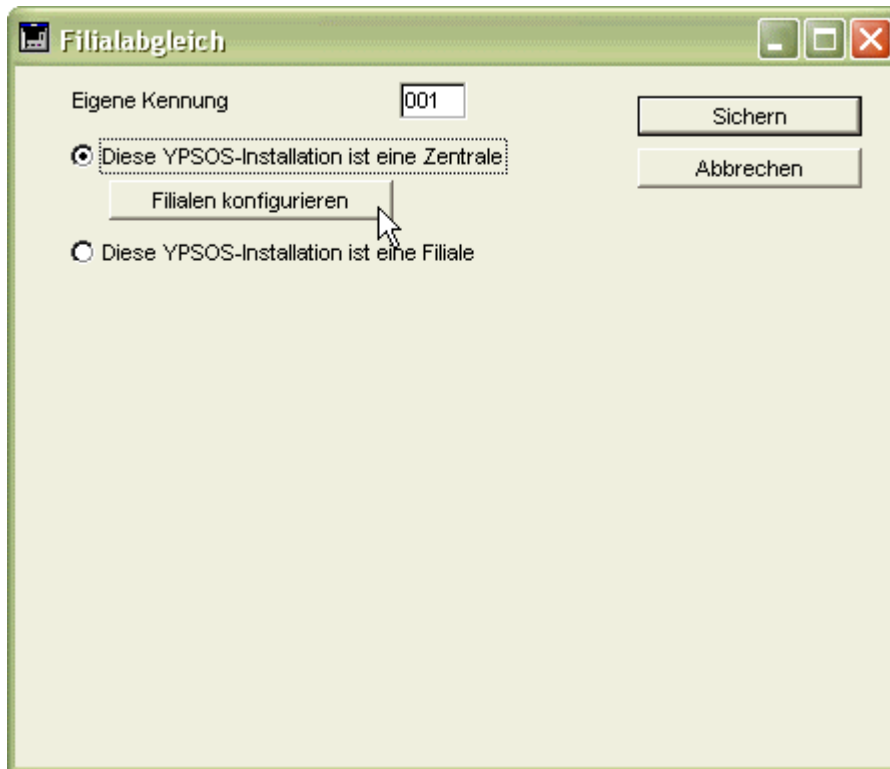 Filialabgleich
Eigene Kennung 001
Sichern
Diese YPSOS-Installation ist eine Zentrale
Abbrechen
Filialen konfigurieren
Diese YPSOS-Installation ist eine Filiale